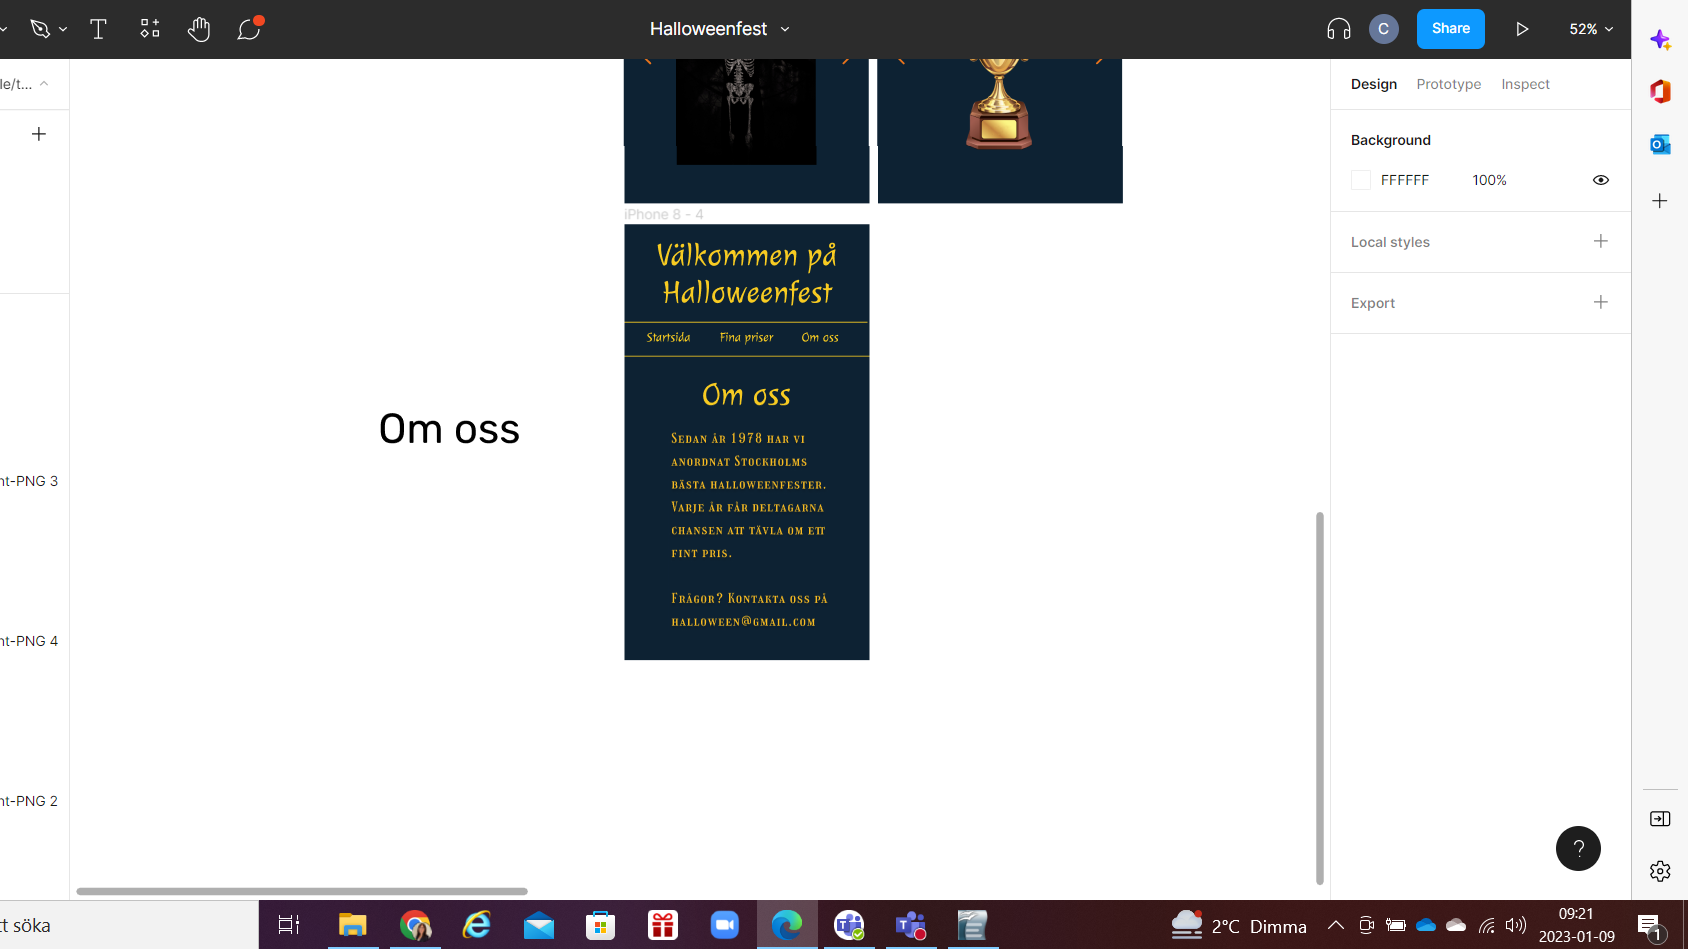 Halloweenfest
C
Share
52%
le/t...
Design Prototype Inspect
Background
FFFFFF 100%
Local styles
Export
iPhone 8 - 4
Välkommen på
Halloweenfest
Startsida Fina priser Om oss
Om oss
Sedan år 1978 har vi
anordnat Stockholms
bästa halloweenfester.
Varje år får deltagarna
chansen att tävla om ett
fint pris.
Frågor? Kontakta oss på
halloween@gmail.com
Om oss
nt-PNG 3
nt-PNG 4
nt-PNG 2
?
tt söka
2°C Dimma
09:21
2023-01-09
1